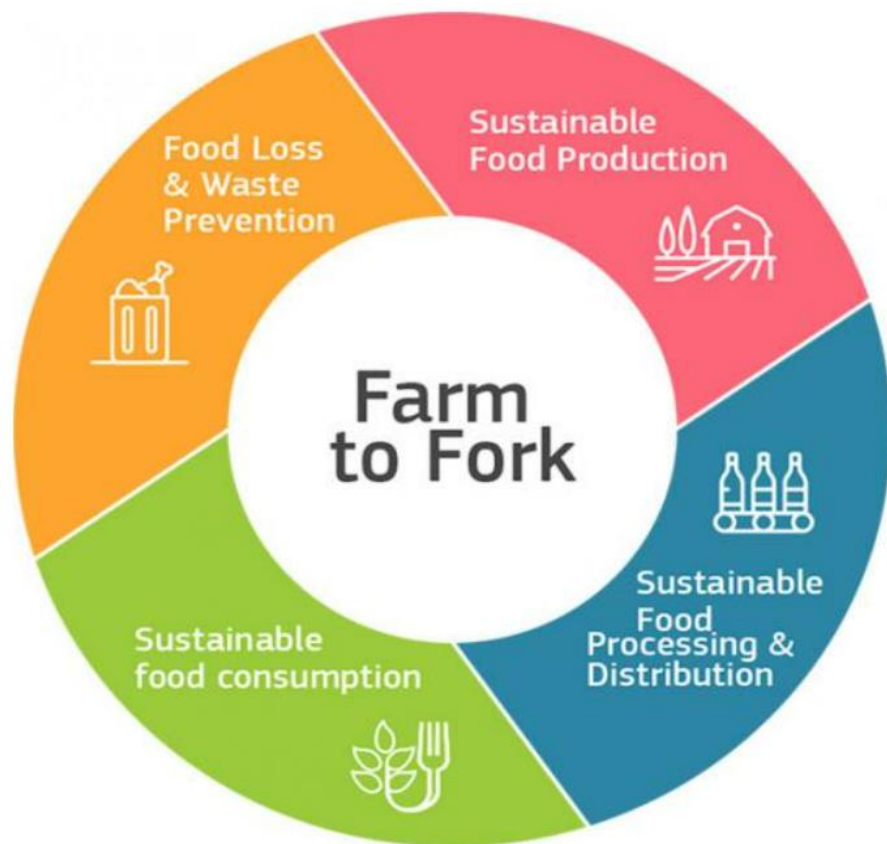 Sustainable
Food Production
Food Loss
& Waste
Prevention
Farm
to Fork
Sustainable
Food
Processing &
Distribution
Sustainable
food consumption